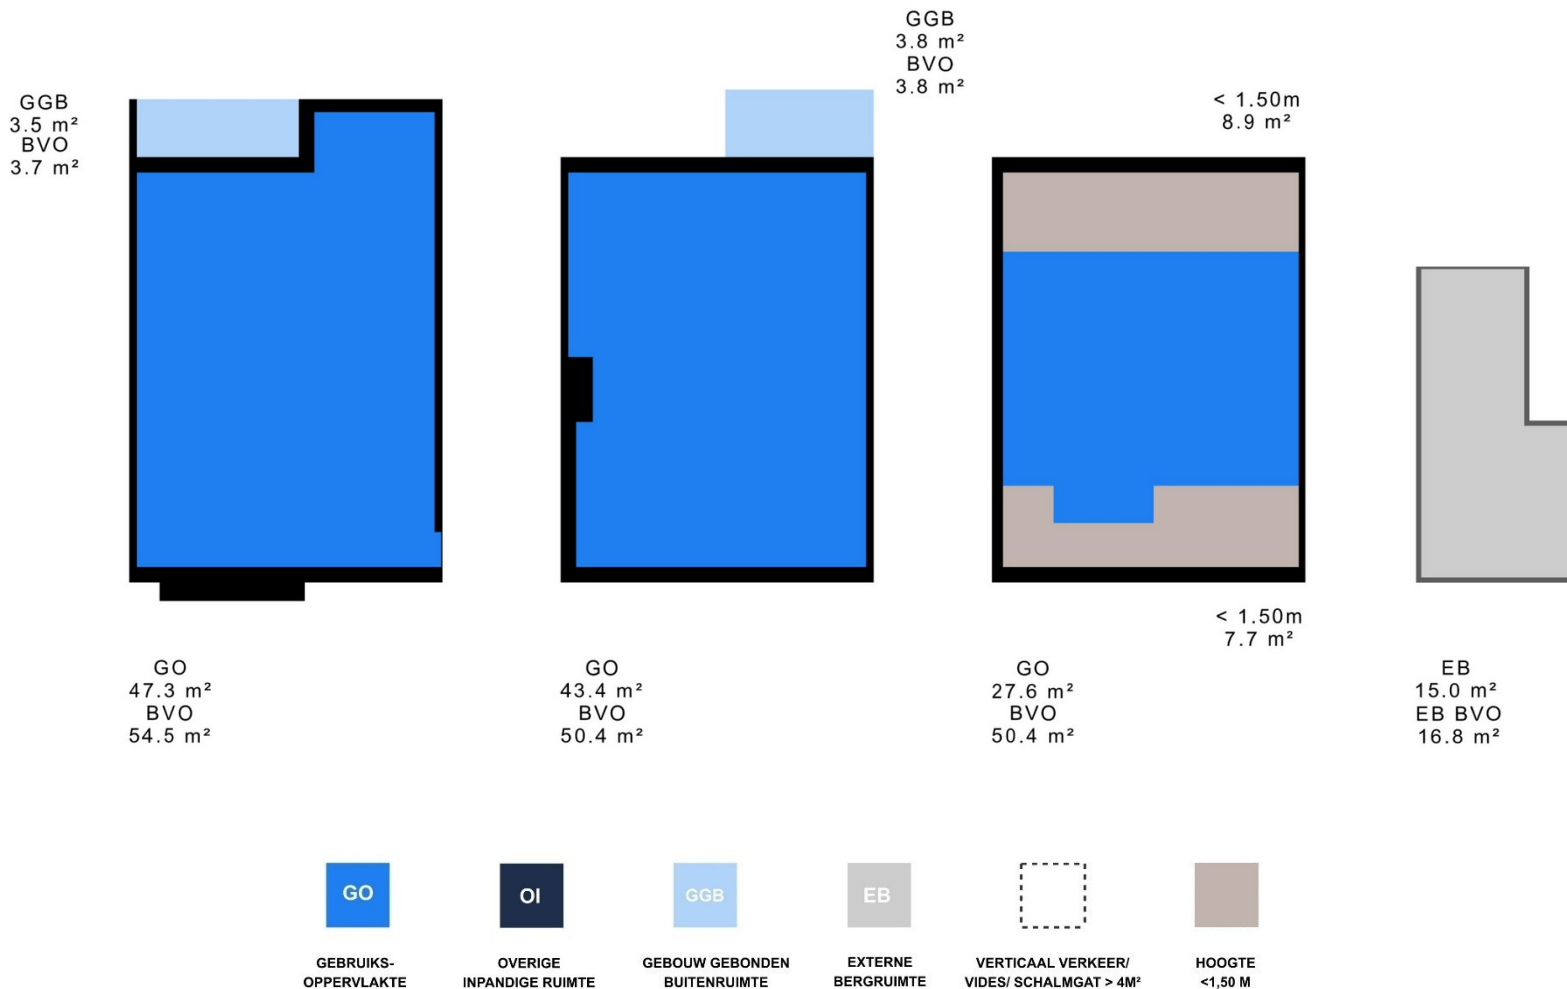 GGB
3.8 m²
BVO
3.8 m²
GGB
3.5 m²
BVO
3.7 m²
< 1.50m
8.9 m²
< 1.50m
7.7 m²
GO
47.3 m²
BVO
54.5 m²
GO
43.4 m²
BVO
50.4 m²
GO
27.6 m²
BVO
50.4 m²
EB
15.0 m²
EB BVO
16.8 m²
GO
OI
GGB
EB
GEBRUIKS-
OPPERVLAKTE
OVERIGE
INPANDIGE RUIMTE
GEBOUW GEBONDEN
BUITENRUIMTE
EXTERNE
BERGRUIMTE
VERTICAAL VERKEER/
VIDES/ SCHALMGAT > 4M²
HOOGTE
<1,50 M